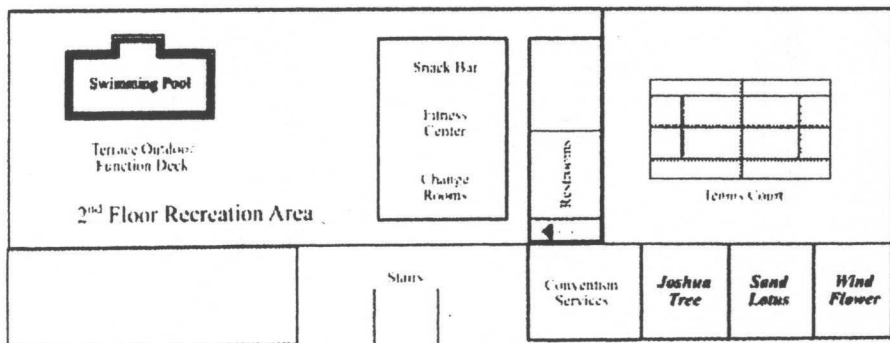 Swimming Pool
Terrace Outdoor
Function Deck
2nd Floor Recreation Area
Snack Bar
Fitness
Center
Change
Rooms
Restrooms
Tennis Court
Stairs
Convention
Services
Joshua
Tree
Sand
Lotus
Wind
Flower